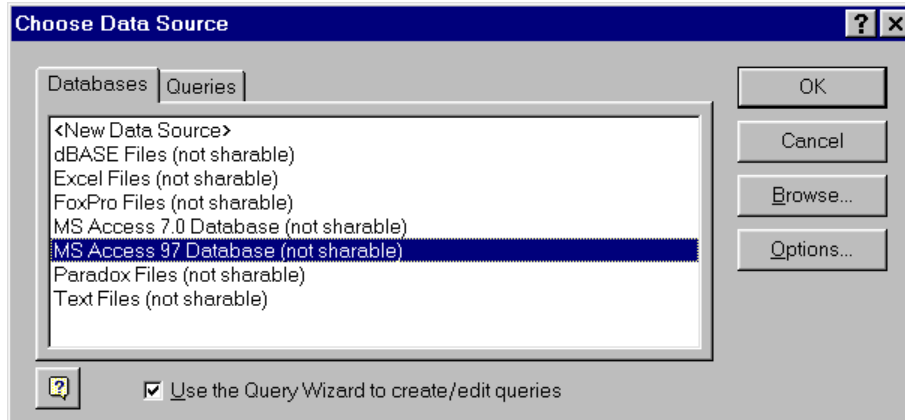 Choose Data Source
Databases Queries
<New Data Source>
dBASE Files (not sharable)
Excel Files (not sharable)
FoxPro Files (not sharable)
MS Access 7.0 Database (not sharable)
MS Access 97 Database (not sharable)
Paradox Files (not sharable)
Text Files (not sharable)
OK
Cancel
Browse...
Options...
Use the Query Wizard to create/edit queries